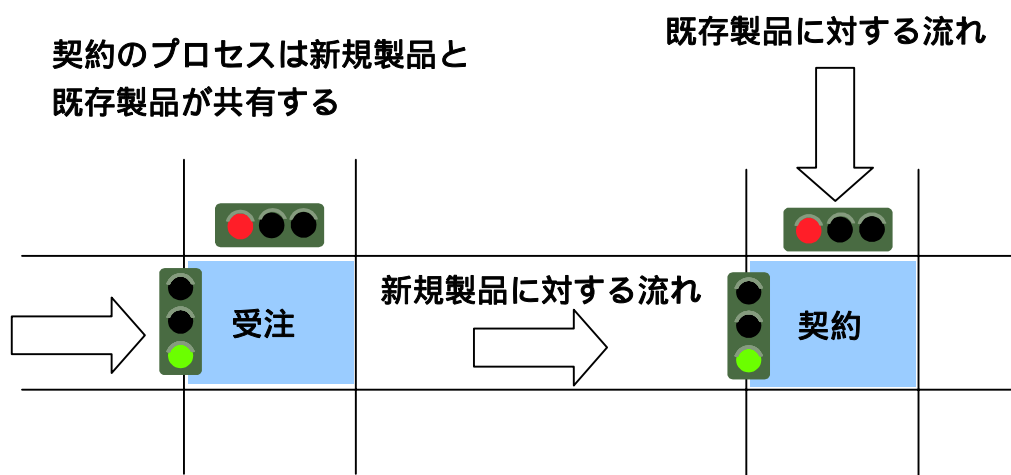 既存製品に対する流れ
契約のプロセスは新規製品と
既存製品が共有する
新規製品に対する流れ
受注
契約